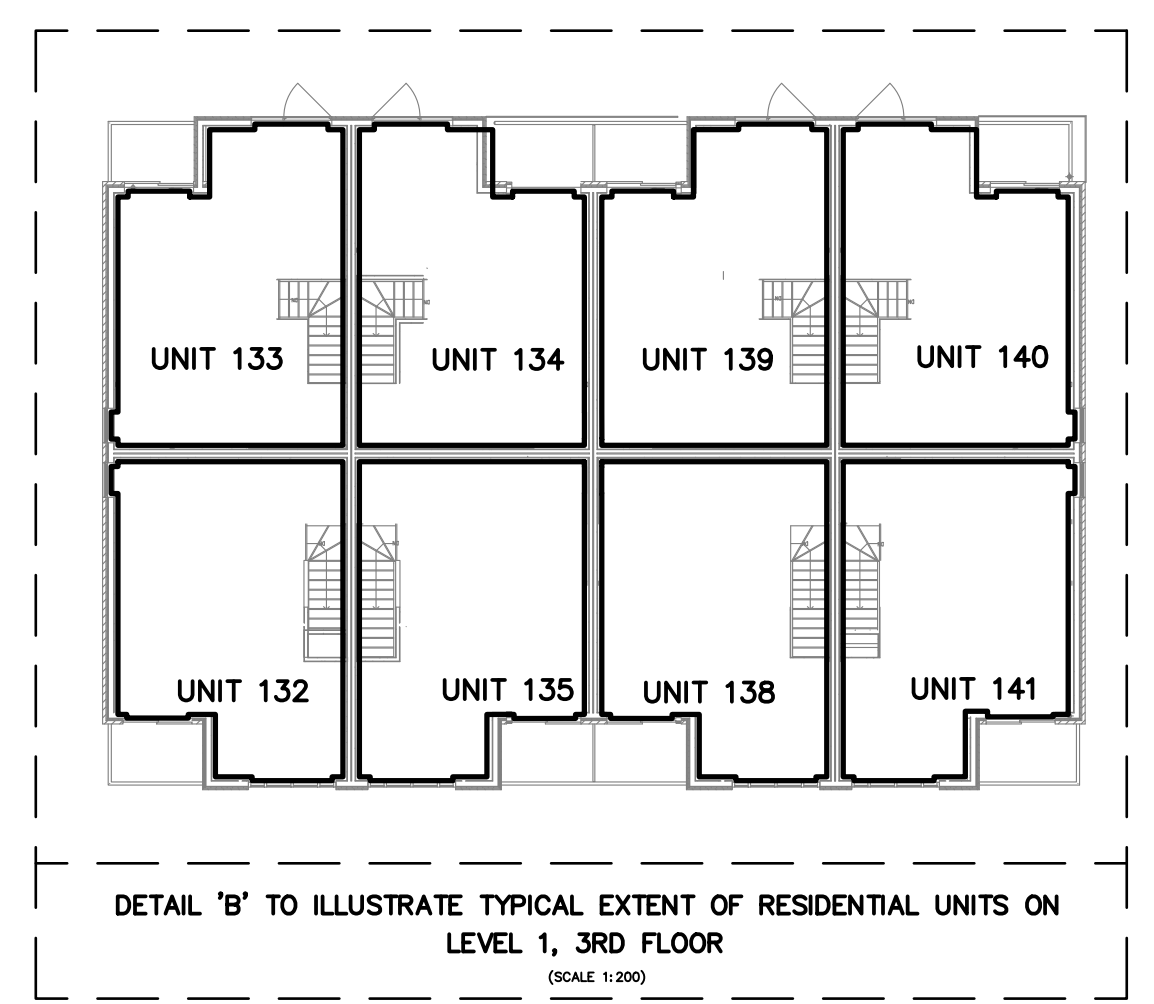 UNIT 133
UNIT 134
UNIT 139
UNIT 140
UNIT 132
UNIT 135
UNIT 138
UNIT 141
DETAIL 'B' TO ILLUSTRATE TYPICAL EXTENT OF RESIDENTIAL UNITS ON
LEVEL 1, 3RD FLOOR
(SCALE 1:200)